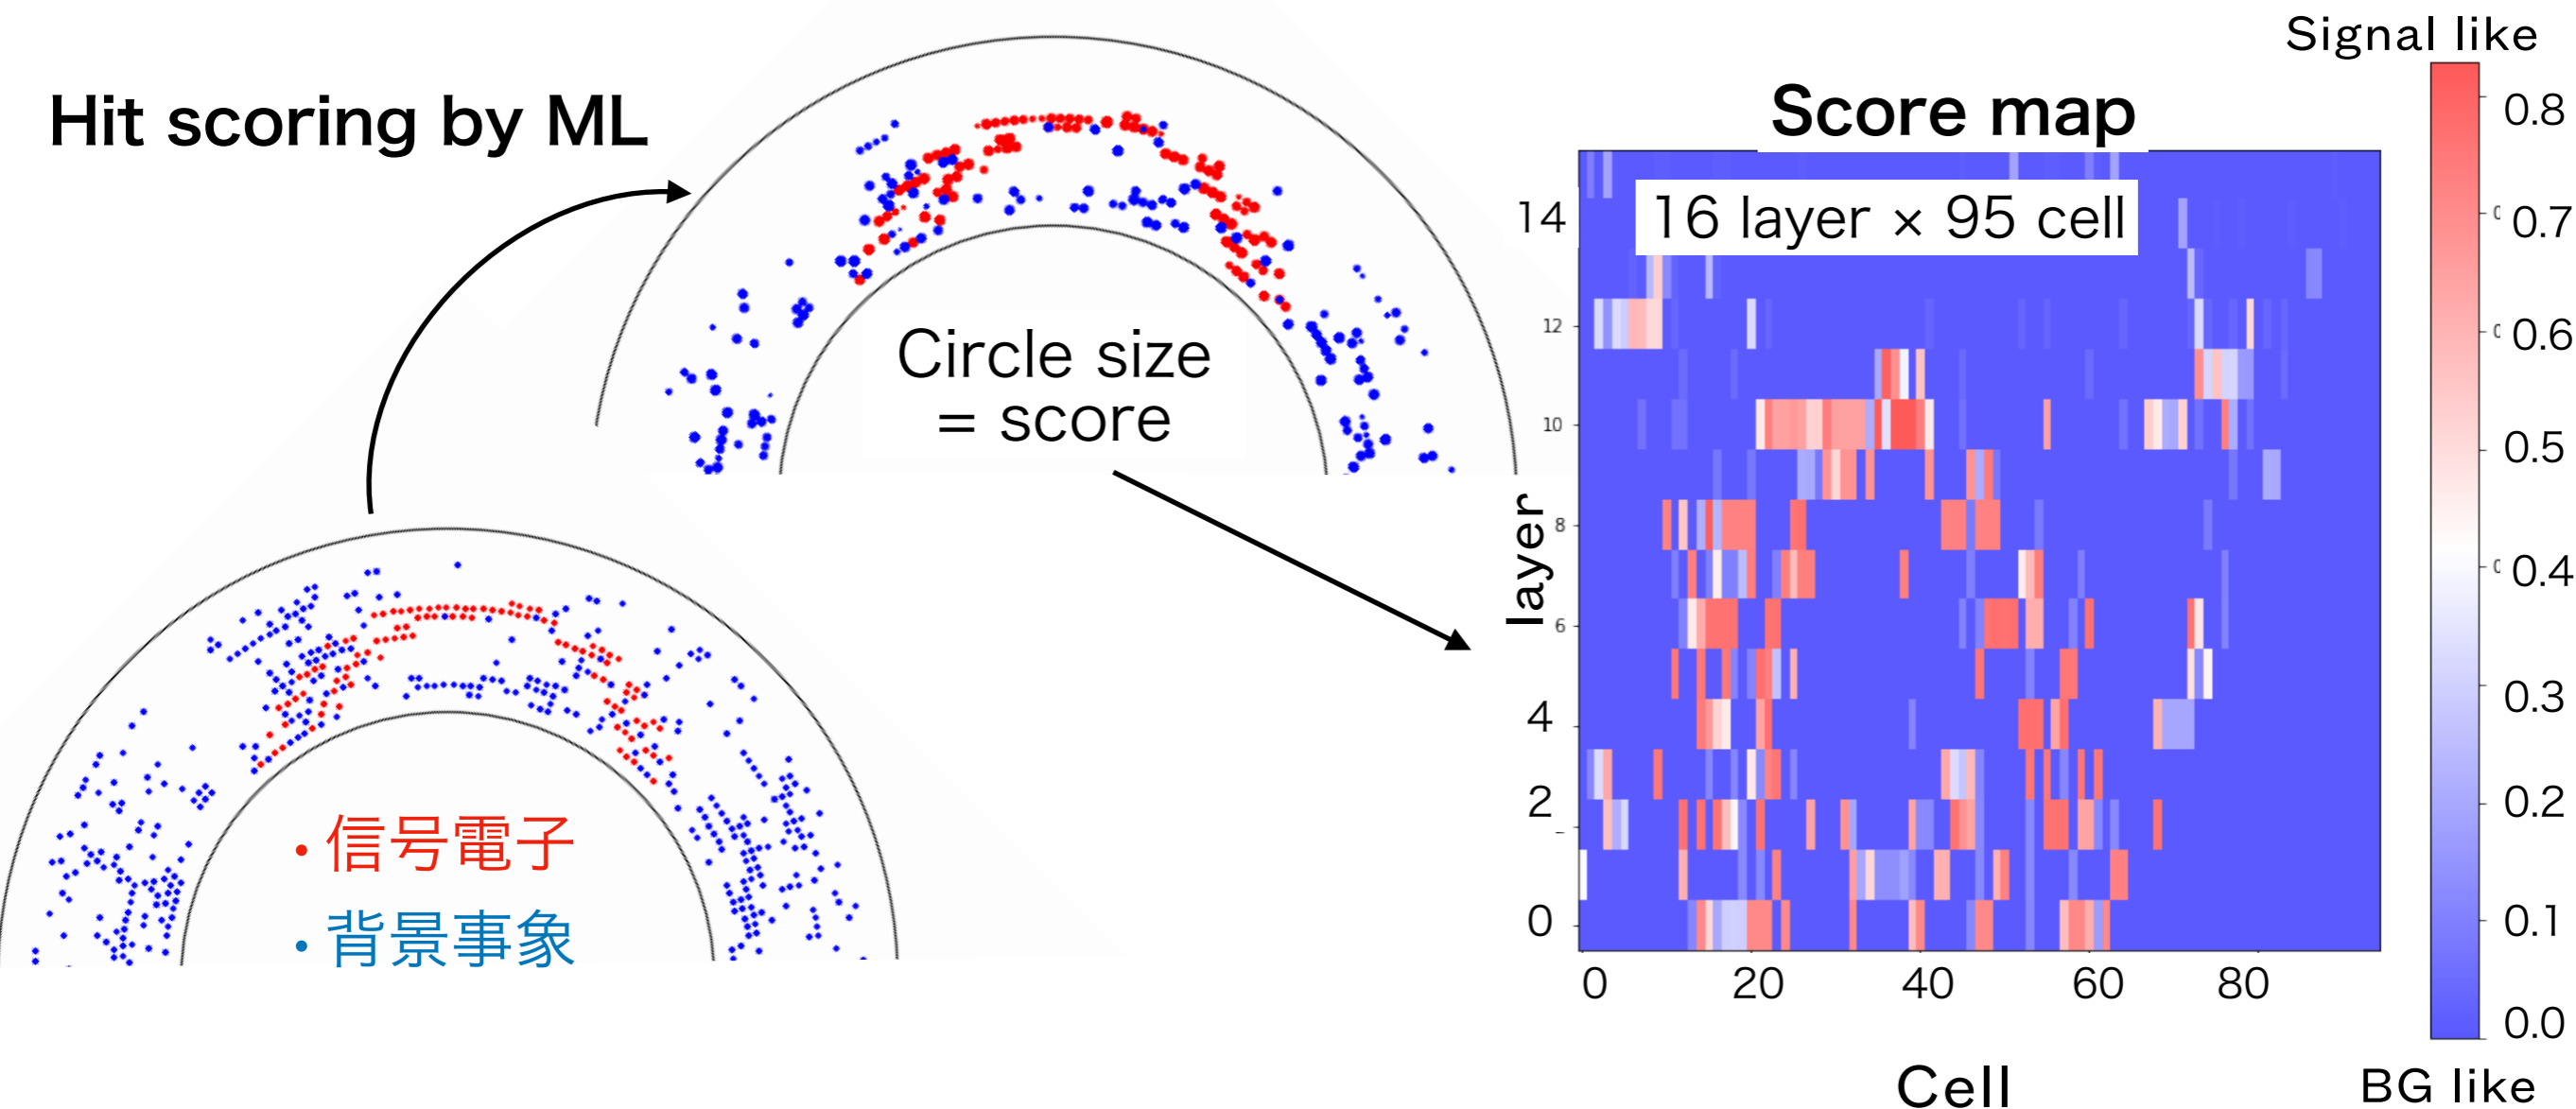 Hit scoring by ML
Circle size
= score
• 信号電子
• 背景事象
Score map
16 layer × 95 cell
layer
14
12
10
8
6
4
2
0
0 20 40 60 80
Cell
Signal like
0.8
0.7
0.6
0.5
0.4
0.3
0.2
0.1
0.0
BG like